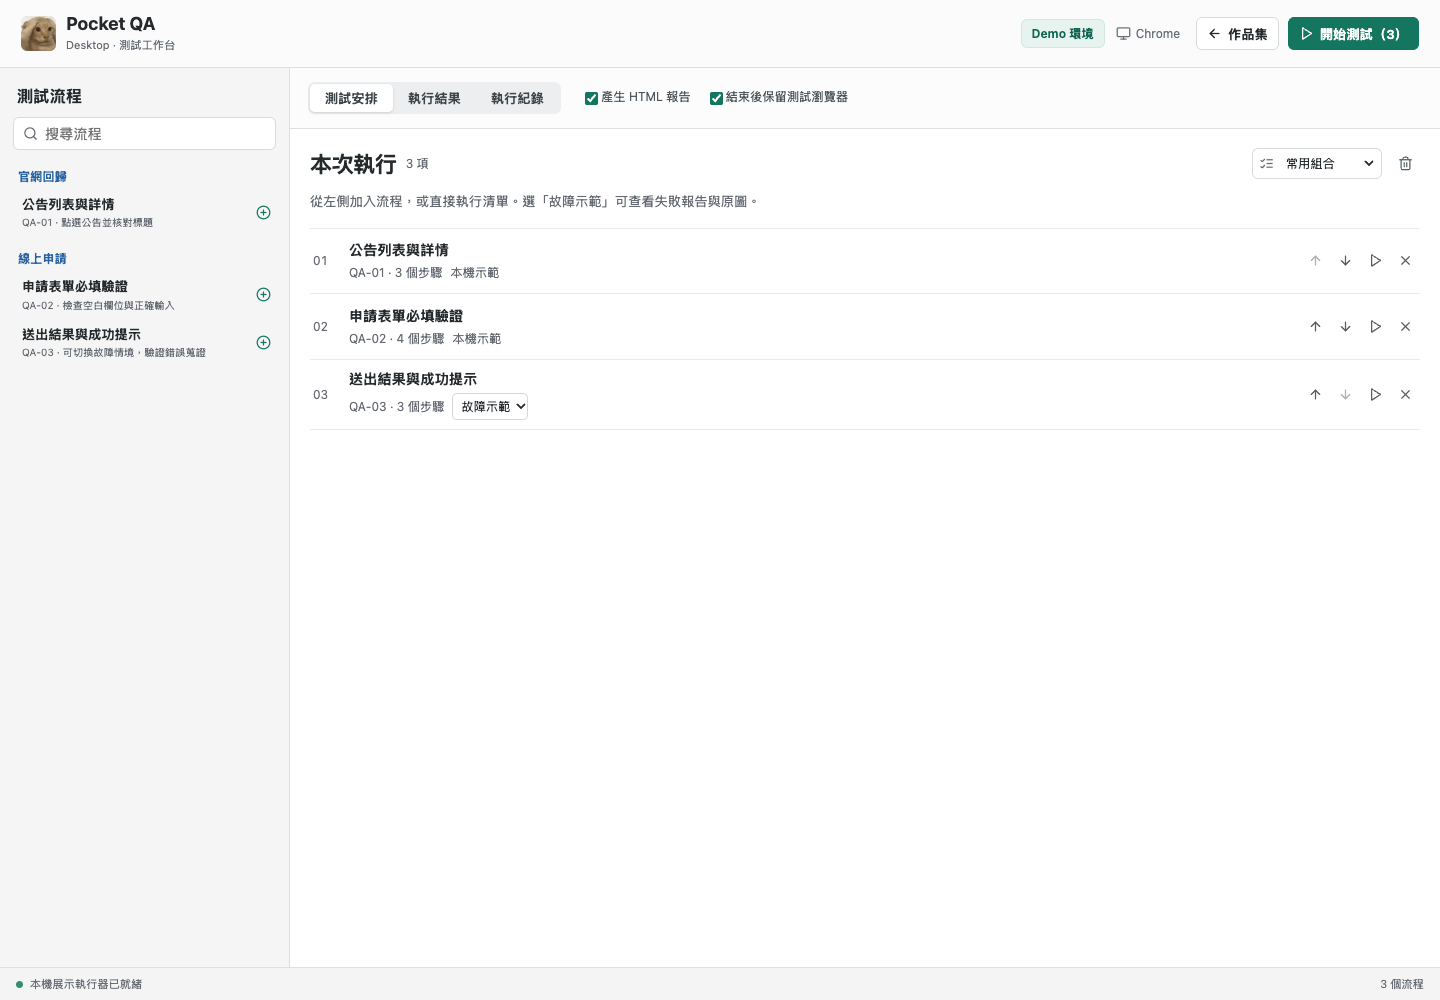 Pocket QA
Desktop · 測試工作台
Demo 環境
Chrome
作品集
開始測試（3）
測試流程
搜尋流程
官網回歸
公告列表與詳情
QA-01 · 點選公告並核對標題
線上申請
申請表單必填驗證
QA-02 · 檢查空白欄位與正確輸入
送出結果與成功提示
QA-03 · 可切換故障情境，驗證錯誤蒐證
測試安排
執行結果
執行紀錄
產生 HTML 報告
結束後保留測試瀏覽器
本次執行 3 項
常用組合
從左側加入流程，或直接執行清單。選「故障示範」可查看失敗報告與原圖。
01
公告列表與詳情
QA-01 · 3 個步驟 本機示範
02
申請表單必填驗證
QA-02 · 4 個步驟 本機示範
03
送出結果與成功提示
QA-03 · 3 個步驟 故障示範
本機展示執行器已就緒
3 個流程